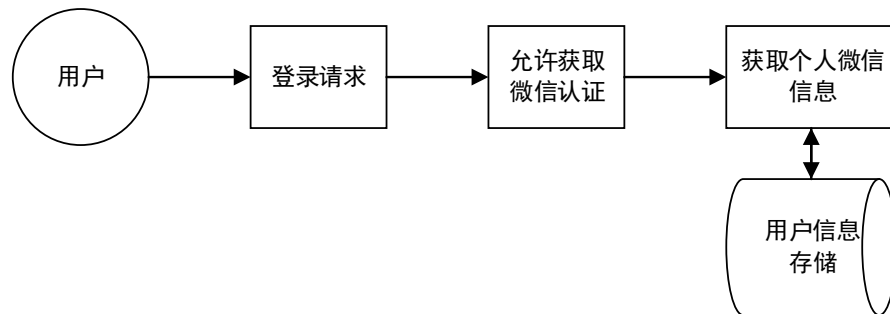 用户
登录请求
允许获取
微信认证
获取个人微信
信息
用户信息
存储